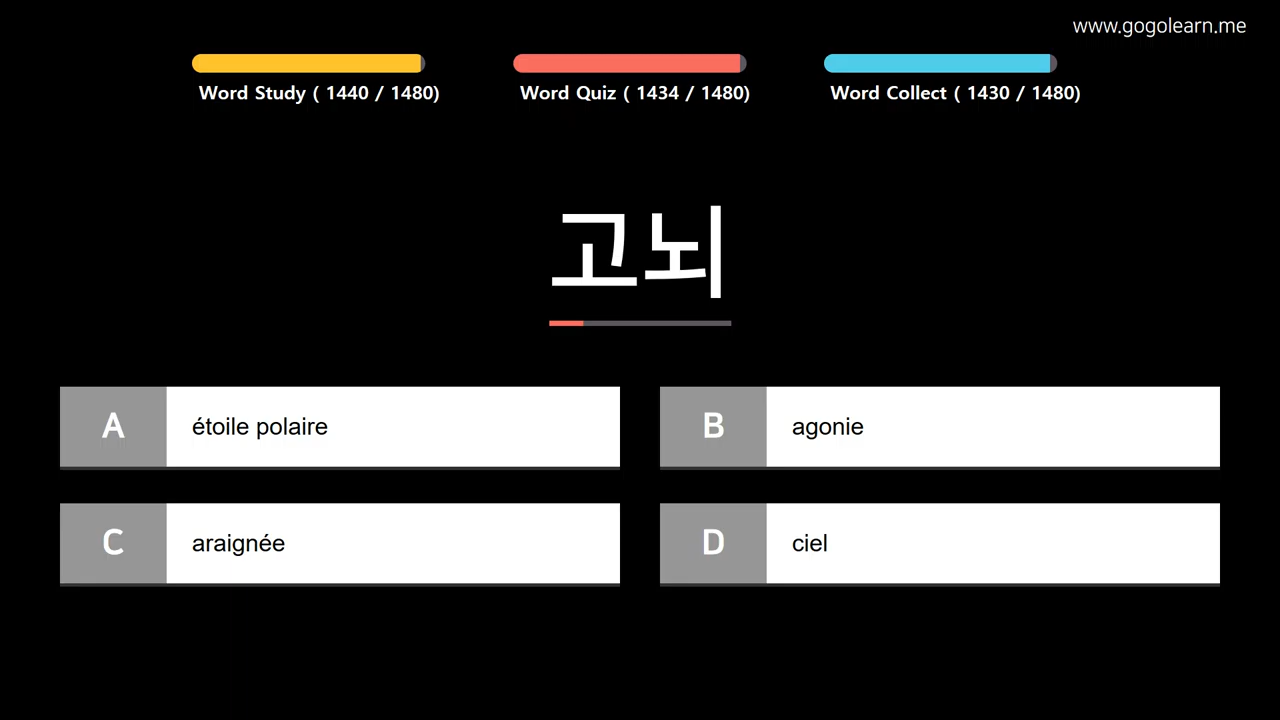 www.gogolearn.me
Word Study ( 1440 / 1480)
Word Quiz ( 1434 / 1480)
Word Collect ( 1430 / 1480)
고뇌
A étoile polaire
B agonie
C araignée
D ciel